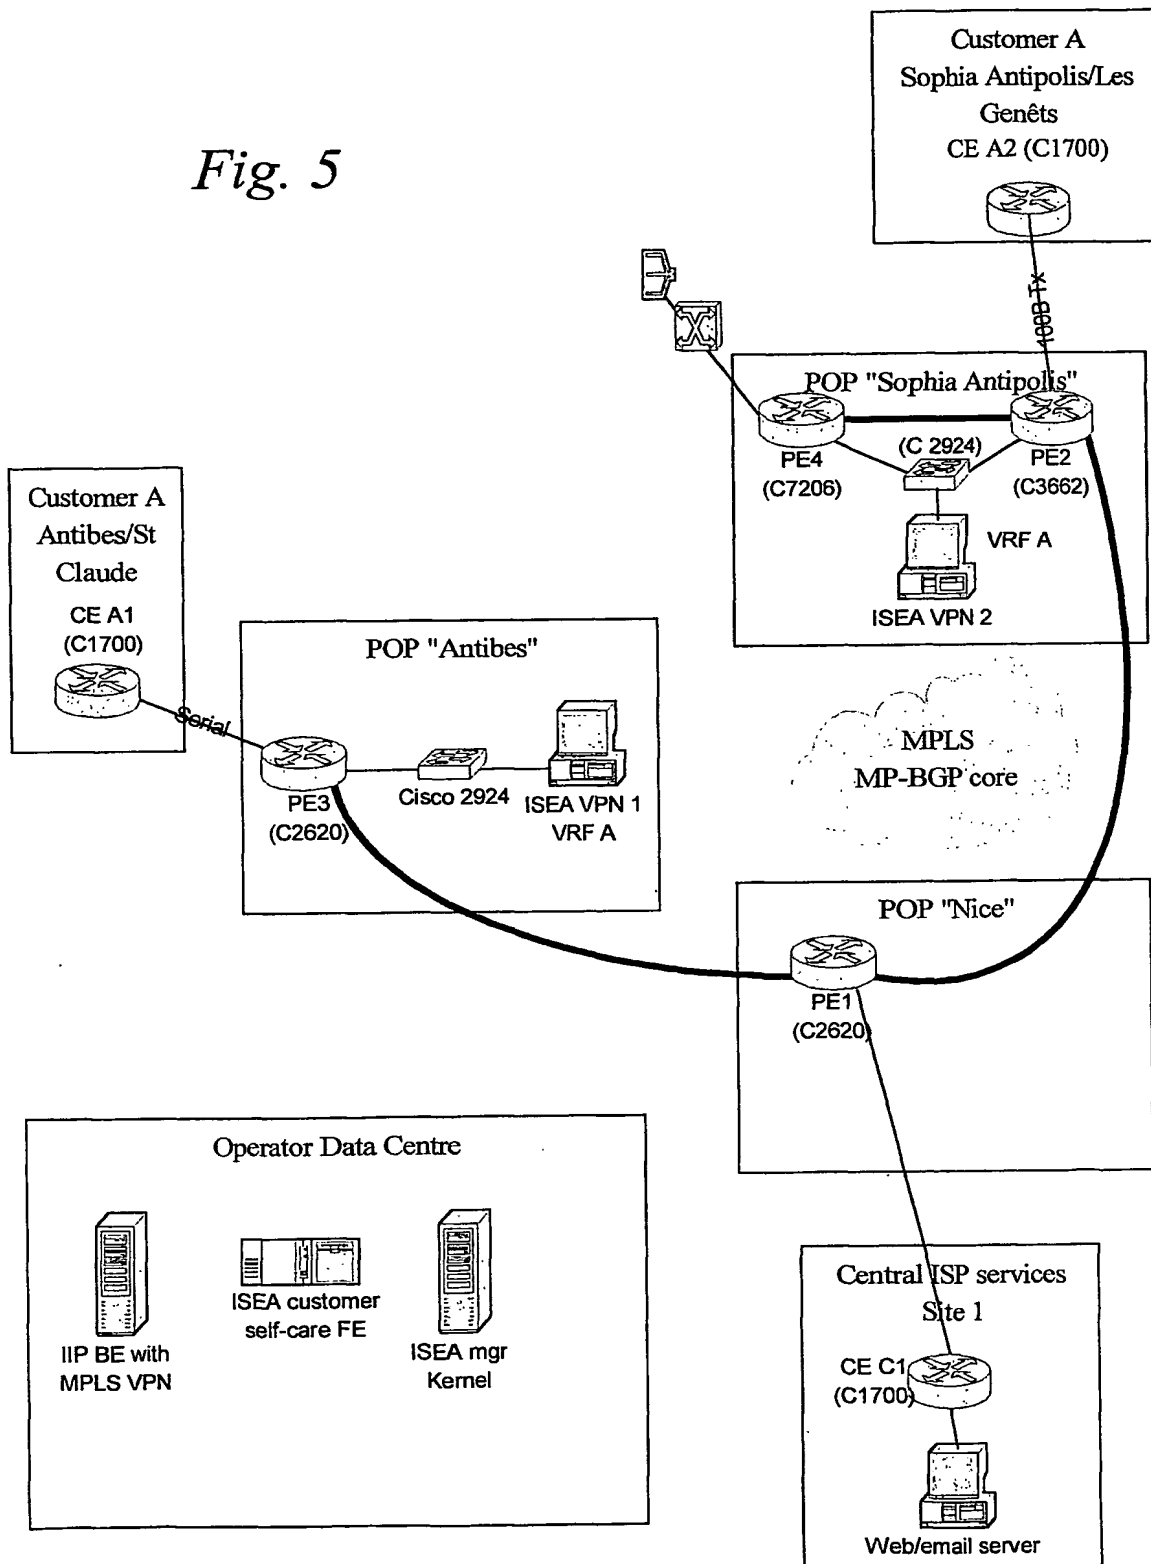 Fig. 5
Customer A
Sophia Antipolis/Les
Genêts
CE A2 (C1700)
100B Tx
POP "Sophia Antipolis"
(C 2924)
PE4
(C7206)
PE2
(C3662)
VRF A
ISEA VPN 2
Customer A
Antibes/St
Claude
CE A1
(C1700)
Serial
POP "Antibes"
PE3
(C2620)
Cisco 2924
ISEA VPN 1
VRF A
MPLS
MP-BGP core
POP "Nice"
PE1
(C2620)
Operator Data Centre
IIP BE with
MPLS VPN
ISEA customer
self-care FE
ISEA mgr
Kernel
Central ISP services
Site 1
CE C1
(C1700)
Web/email server